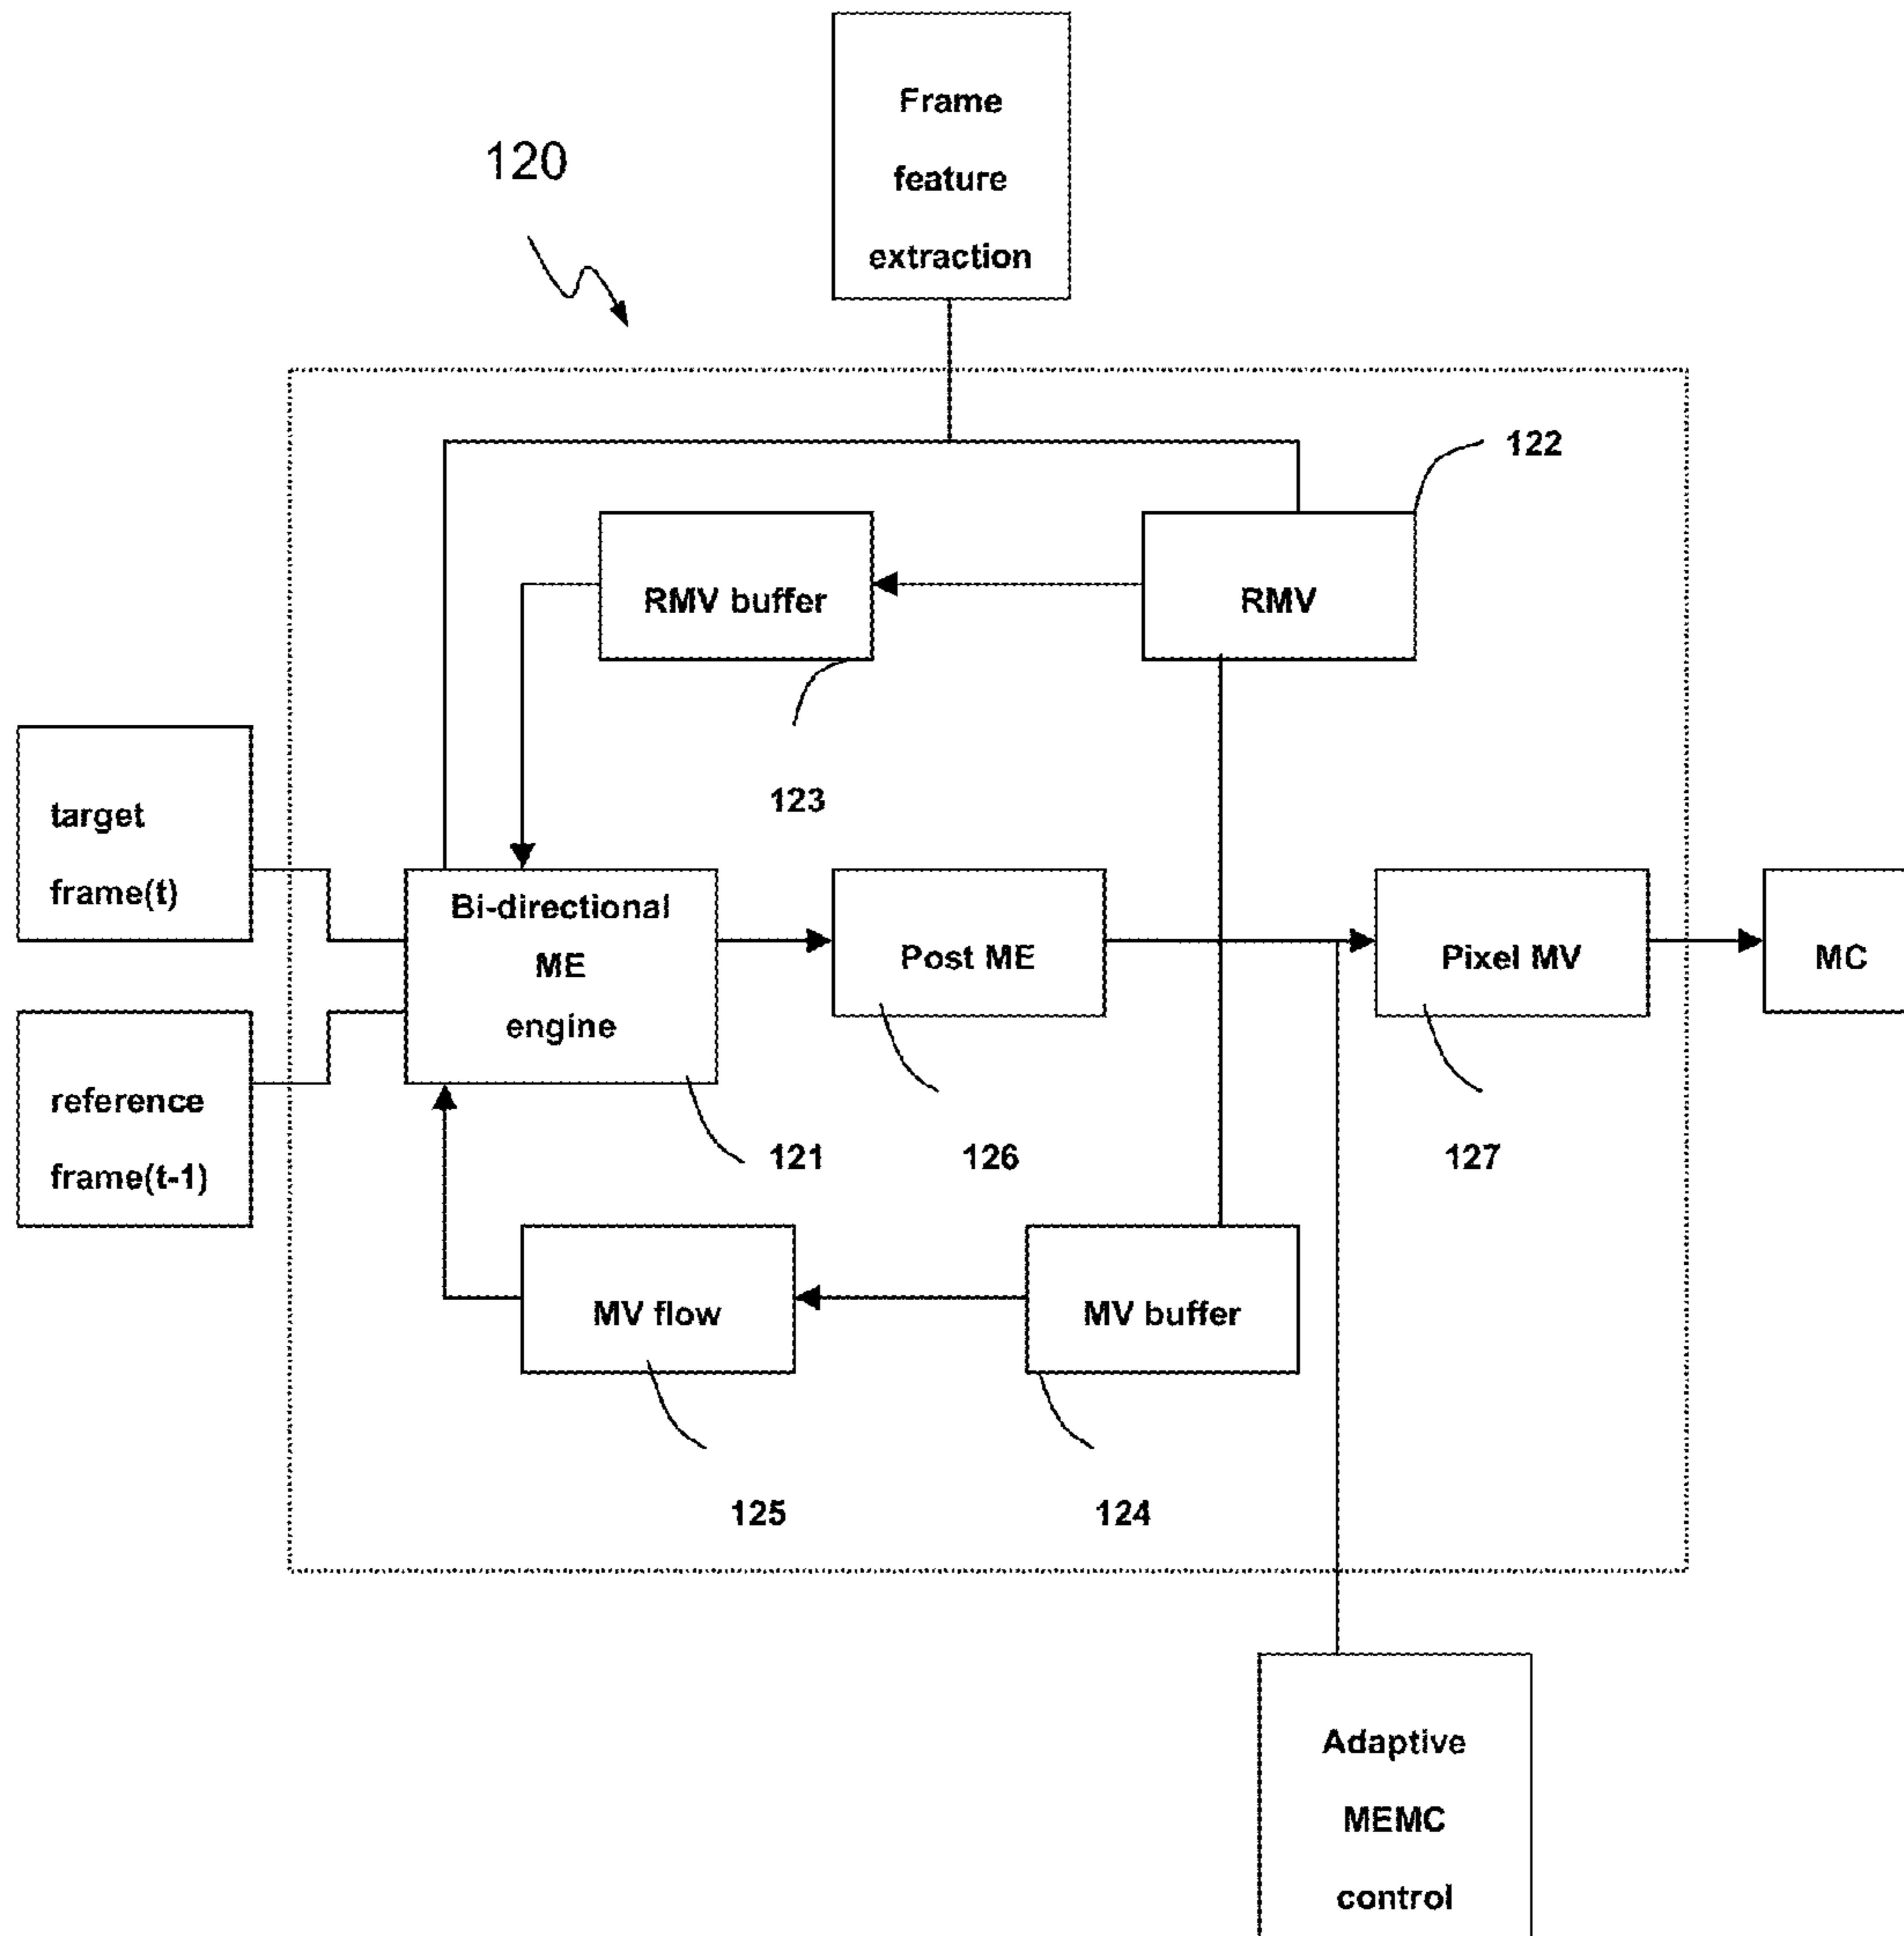 Frame
feature
extraction
120
122
RMV buffer
RMV
123
target
frame(t)
reference
frame(t-1)
Bi-directional
ME
engine
Post ME
Pixel MV
MC
121
126
127
MV flow
MV buffer
125
124
Adaptive
MEMC
control